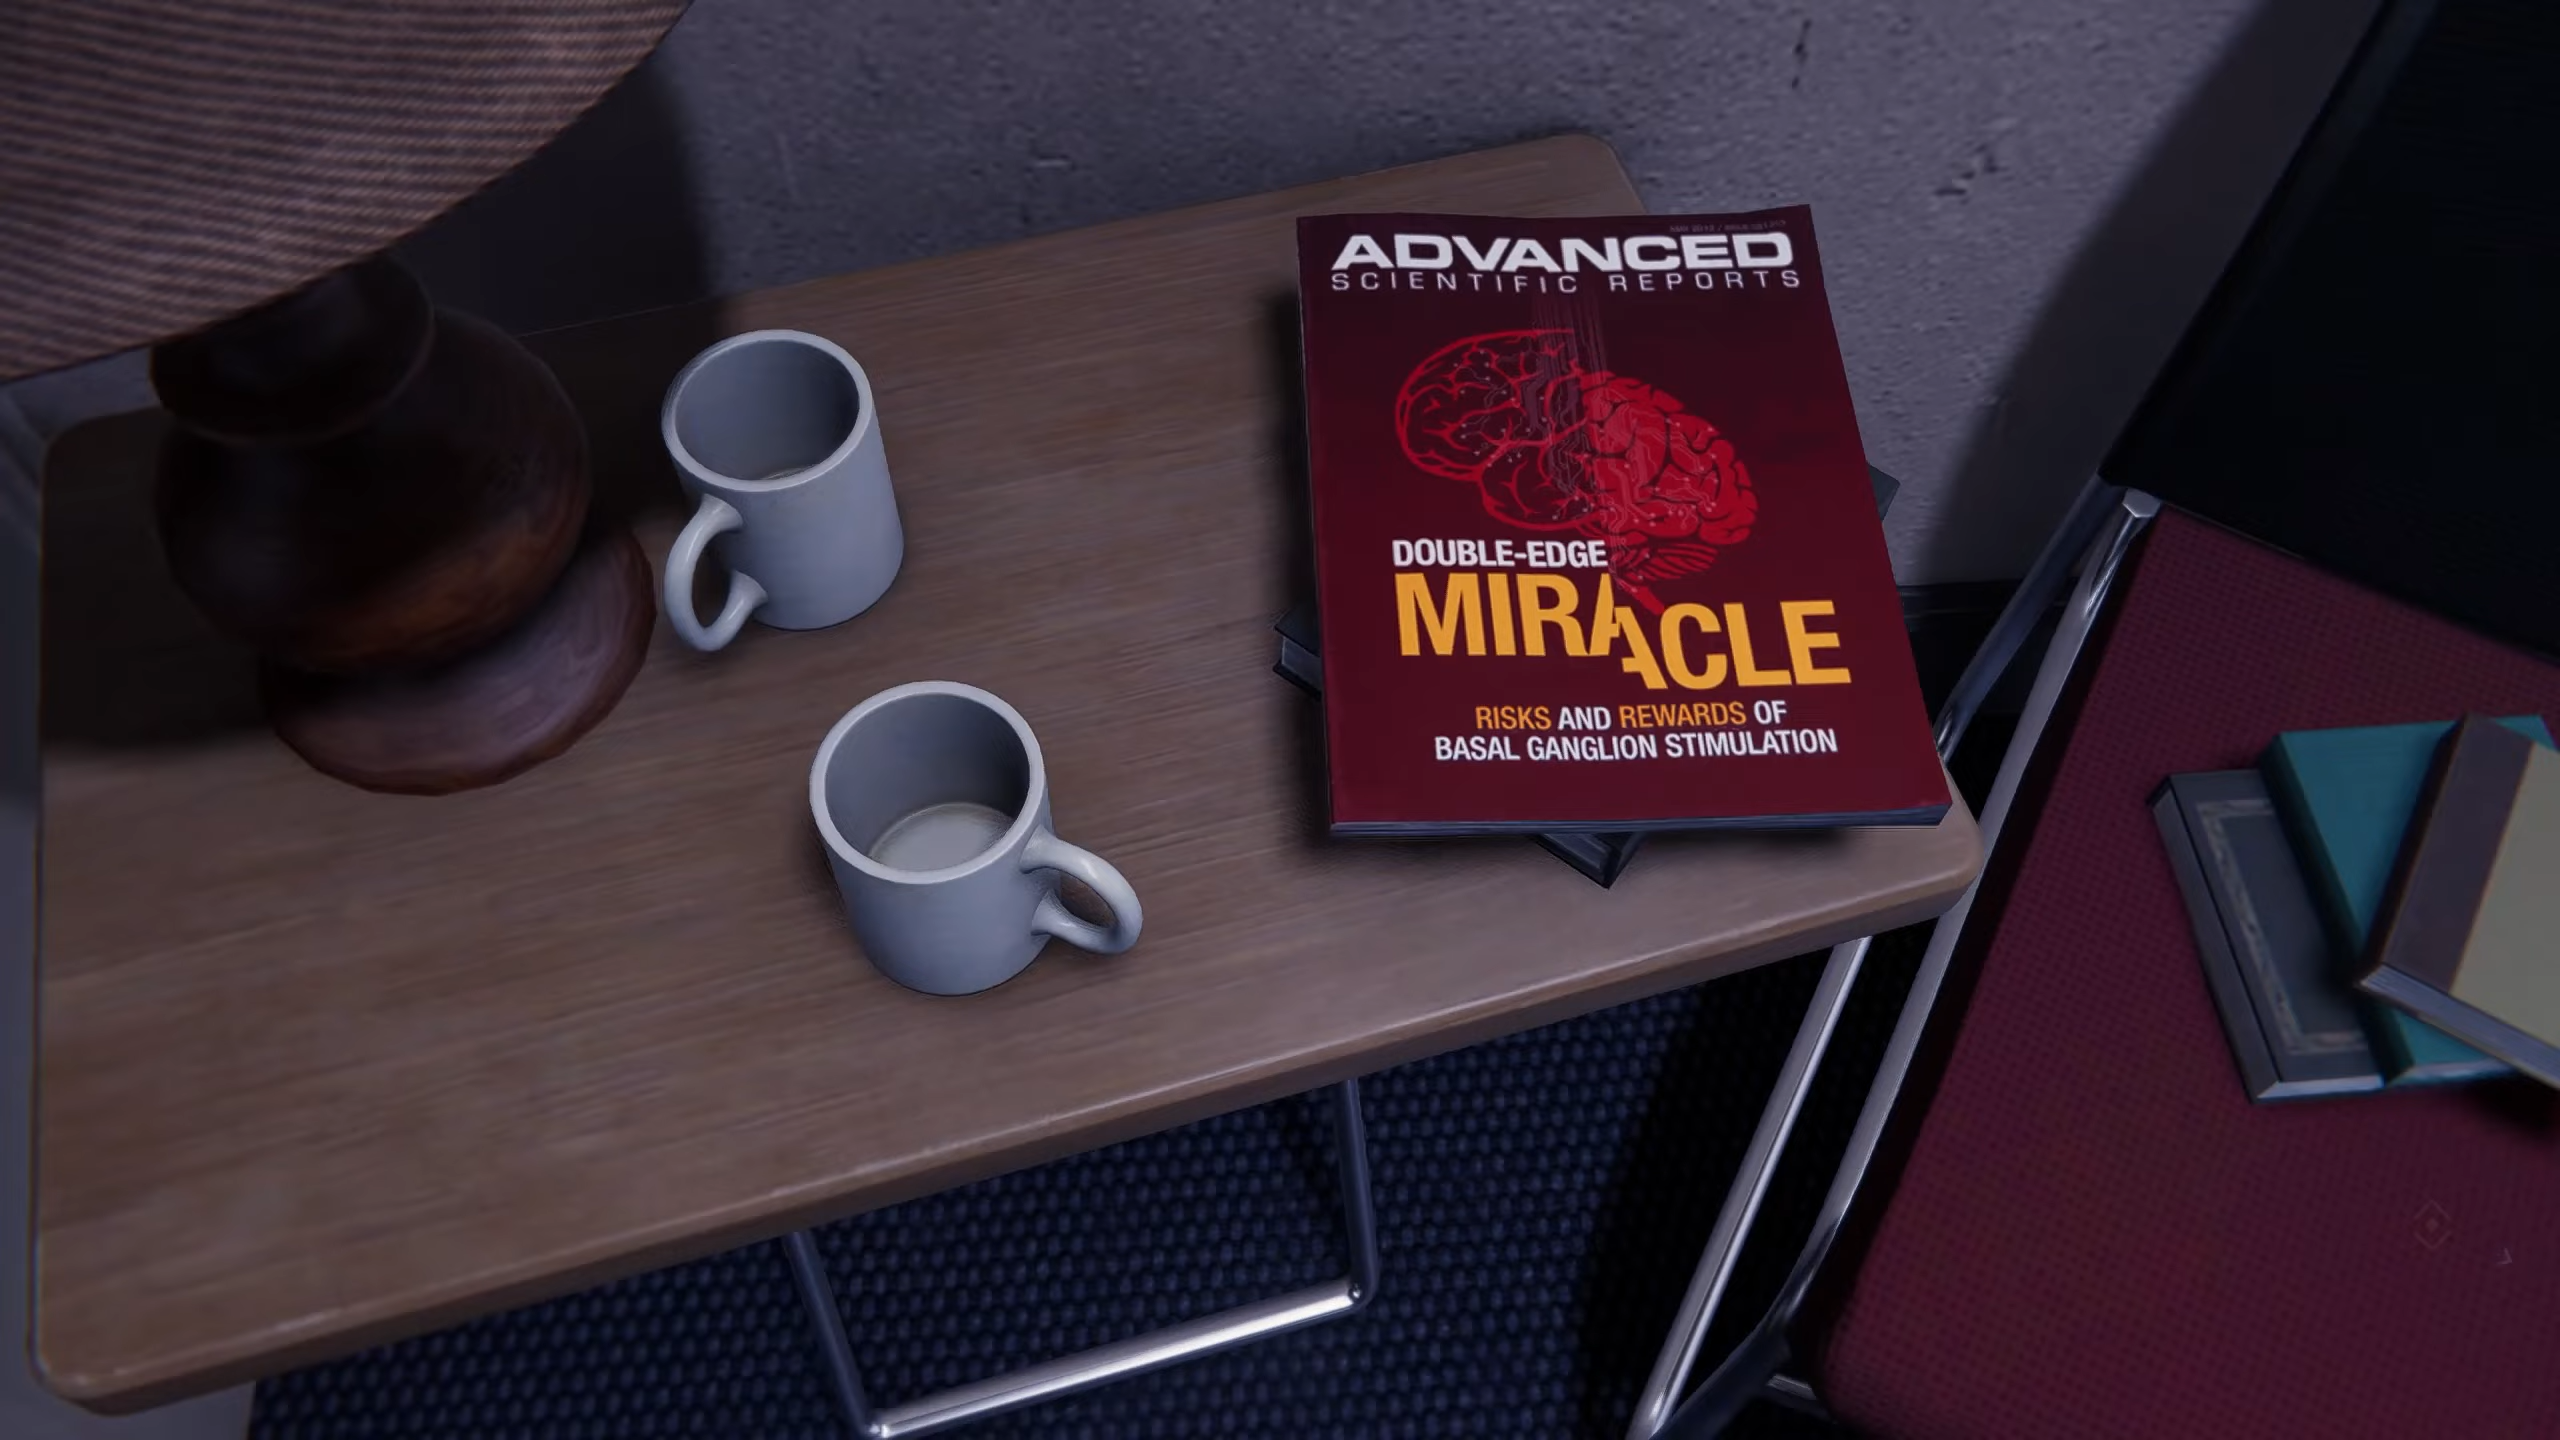 ADVANCED
SCIENTIFIC REPORTS
DOUBLE-EDGE
MIRACLE
RISKS AND REWARDS OF
BASAL GANGLION STIMULATION